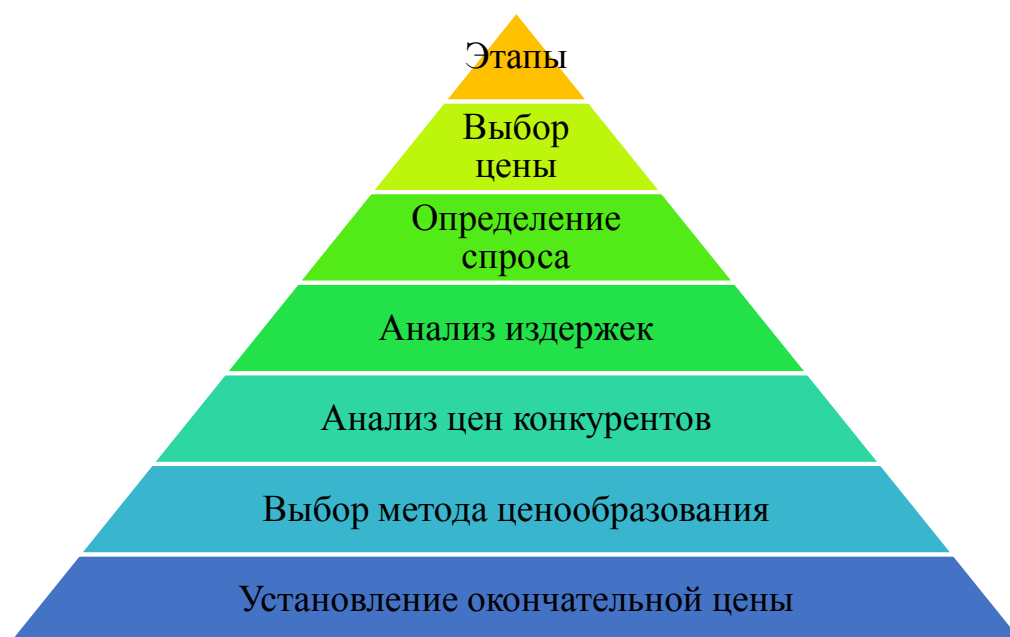 Этапы
Выбор
цены
Определение
спроса
Анализ издержек
Анализ цен конкурентов
Выбор метода ценообразования
Установление окончательной цены